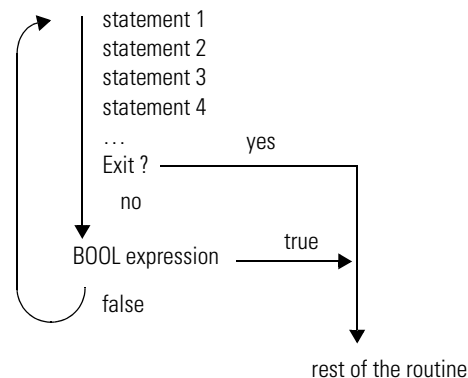 statement 1
statement 2
statement 3
statement 4
...
yes
Exit ?
no
true
BOOL expression
false
rest of the routine